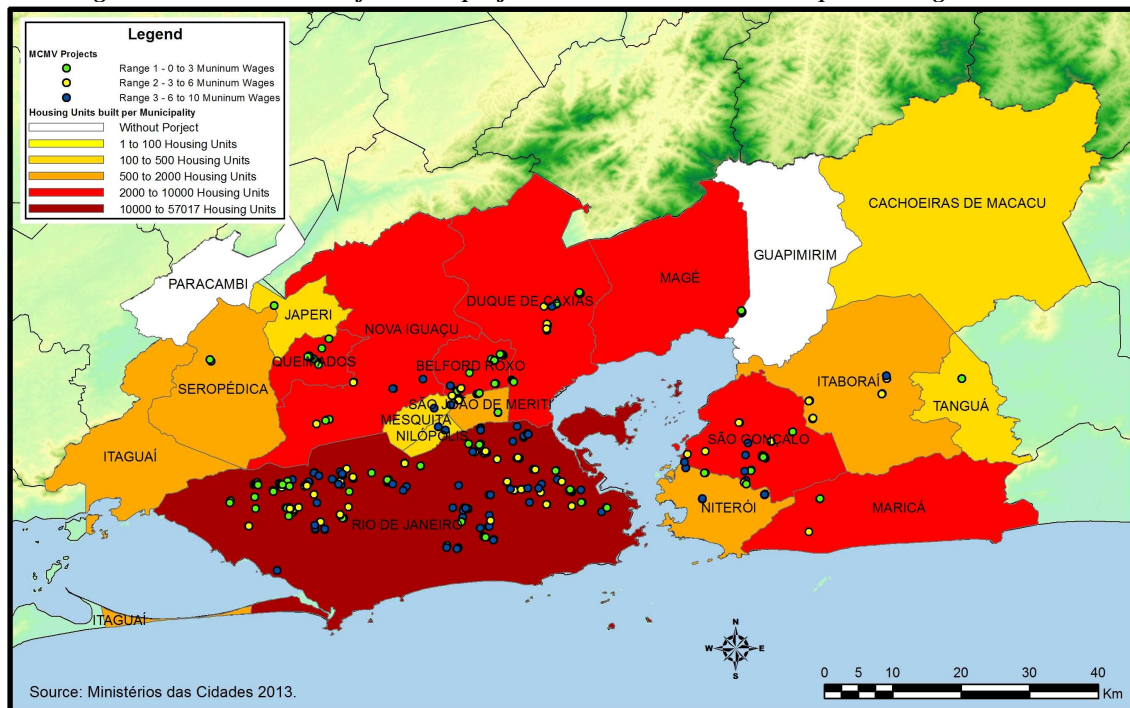 Legend
MCMV Projects
Range 1 - 0 to 3 Muninum Wages
Range 2 - 3 to 6 Muninum Wages
Range 3 - 6 to 10 Muninum Wages
Housing Units built per Municipality
Without Porject
1 to 100 Housing Units
100 to 500 Housing Units
500 to 2000 Housing Units
2000 to 10000 Housing Units
10000 to 57017 Housing Units
CACHOEIRAS DE MACACU
GUAPIMIRIM
PARACAMBI
MAGÉ
DUQUE DE CAXIAS
JAPERI
NOVA IGUAÇU
QUEIMADOS
BELFORD ROXO
SEROPÉDICA
ITABORAÍ
SÃO JOÃO DE MERITI
TANGUÁ
MESQUITA
NILÓPOLIS
SÃO GONÇALO
ITAGUAÍ
NITERÓI
MARICÁ
RIO DE JANEIRO
ITAGUAÍ
N
W E
S
0 5 10 20 30 40
Km
Source: Ministérios das Cidades 2013.